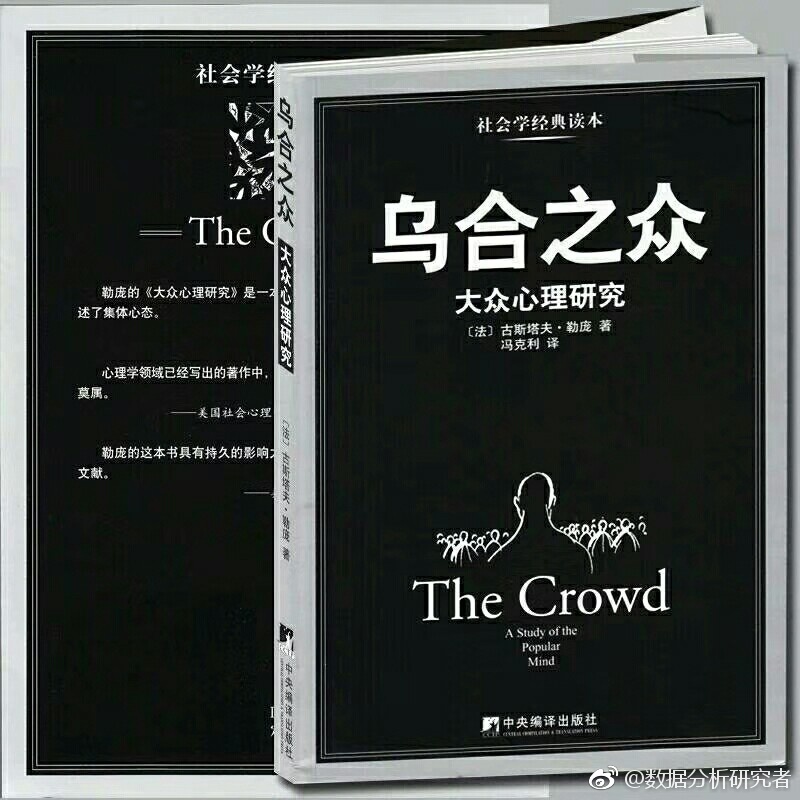 社会学经典读本
乌合之众
大众心理研究
〔法〕古斯塔夫·勒庞 著
冯克利 译
The Crowd
A Study of the
Popular
Mind
中央编译出版社
CENTRAL COMPILATION & TRANSLATION PRESS
乌合之众
大众心理研究
〔法〕古斯塔夫·勒庞 著
中央编译出版社
社会学经
The C
勒庞的《大众心理研究》是一本
述了集体心态。
心理学领域已经写出的著作中，
莫属。
——美国社会心理
勒庞的这本书具有持久的影响力
文献。
@数据分析研究者